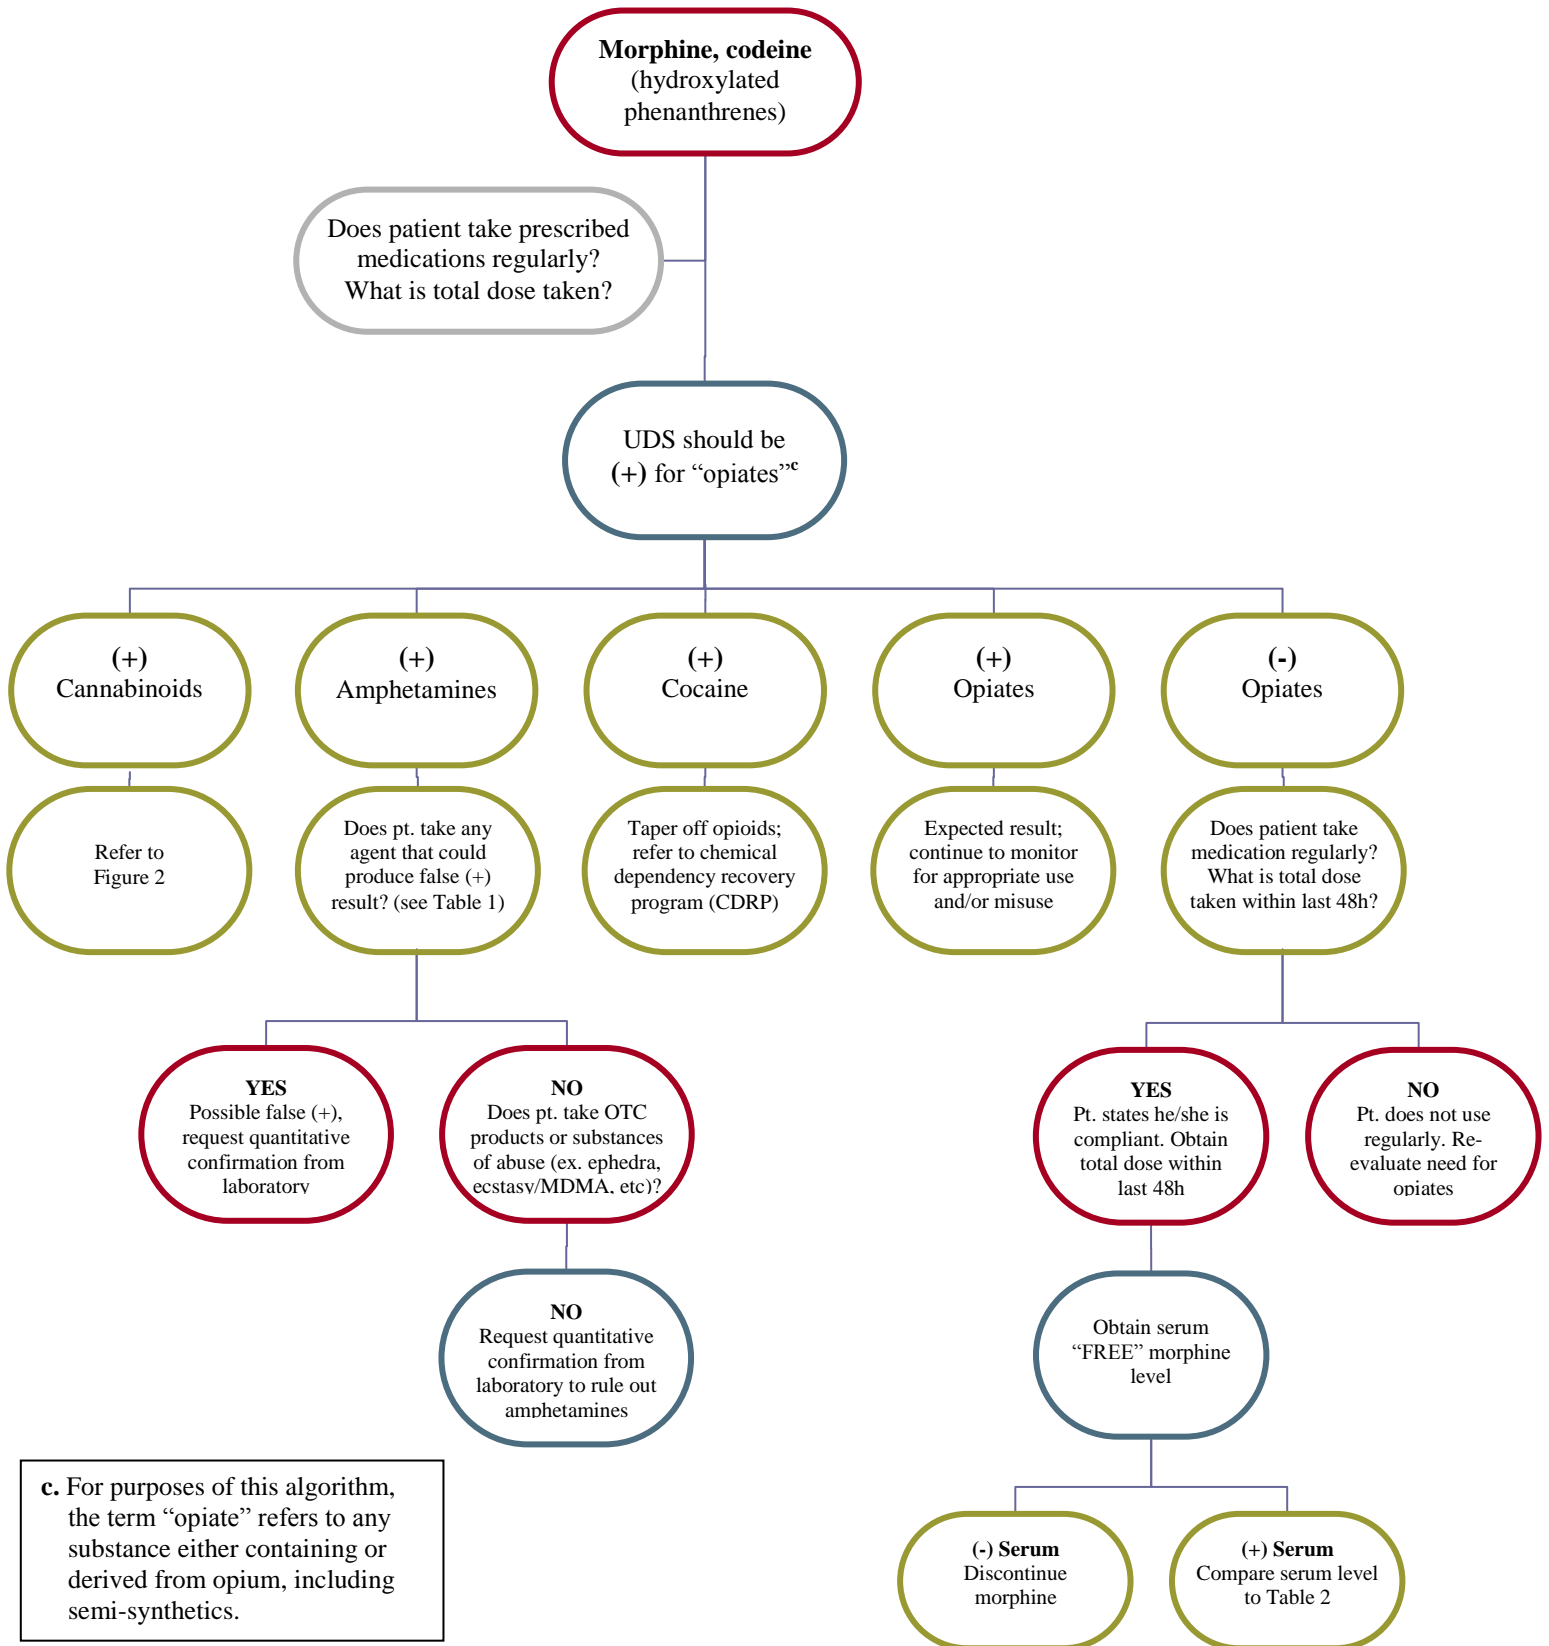 Morphine, codeine
(hydroxylated
phenanthrenes)
Does patient take prescribed
medications regularly?
What is total dose taken?
UDS should be
(+) for “opiates”c
(+)
Cannabinoids
(+)
Amphetamines
(+)
Cocaine
(+)
Opiates
(-)
Opiates
Refer to
Figure 2
Does pt. take any
agent that could
produce false (+)
result? (see Table 1)
Taper off opioids;
refer to chemical
dependency recovery
program (CDRP)
Expected result;
continue to monitor
for appropriate use
and/or misuse
Does patient take
medication regularly?
What is total dose
taken within last 48h?
YES
Possible false (+),
request quantitative
confirmation from
laboratory
NO
Does pt. take OTC
products or substances
of abuse (ex. ephedra,
ecstasy/MDMA, etc)?
YES
Pt. states he/she is
compliant. Obtain
total dose within
last 48h
NO
Pt. does not use
regularly. Re-
evaluate need for
opiates
NO
Request quantitative
confirmation from
laboratory to rule out
amphetamines
Obtain serum
“FREE” morphine
level
(-) Serum
Discontinue
morphine
(+) Serum
Compare serum level
to Table 2
c. For purposes of this algorithm,
the term “opiate” refers to any
substance either containing or
derived from opium, including
semi-synthetics.